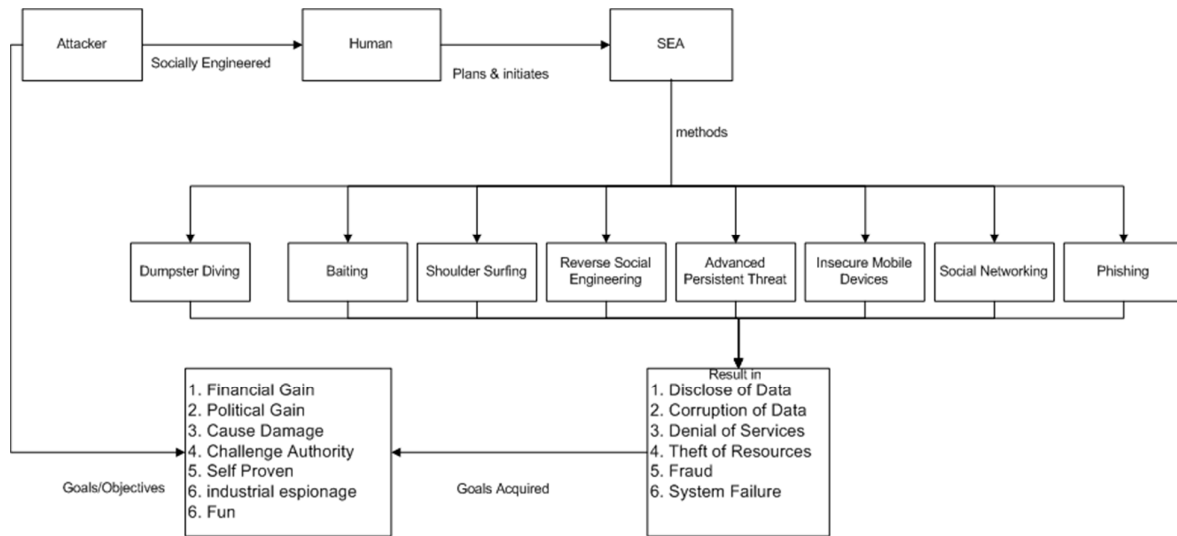 Attacker
Socially Engineered
Human
Plans & initiates
SEA
methods
Dumpster Diving
Baiting
Shoulder Surfing
Reverse Social
Engineering
Advanced
Persistent Threat
Insecure Mobile
Devices
Social Networking
Phishing
Goals/Objectives
1. Financial Gain
2. Political Gain
3. Cause Damage
4. Challenge Authority
5. Self Proven
6. industrial espionage
6. Fun
Goals Acquired
Result in
1. Disclose of Data
2. Corruption of Data
3. Denial of Services
4. Theft of Resources
5. Fraud
6. System Failure